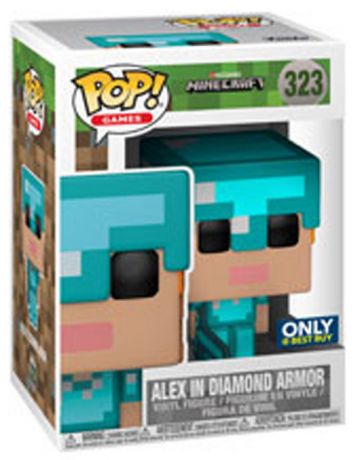 POP!
GAMES
MINECRAFT
323
ONLY
@ BEST BUY
ALEX IN DIAMOND ARMOR
VINYL FIGURE / FIGURINE EN VINYLE /
FIGURA DE VINIL